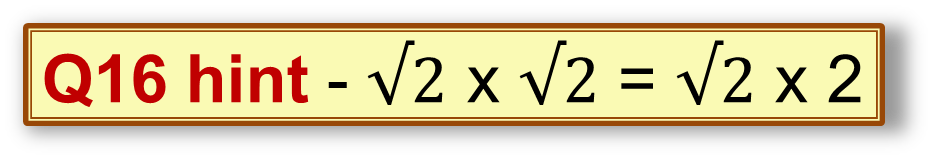 Q16 hint - √2 x √2 = √2 x 2